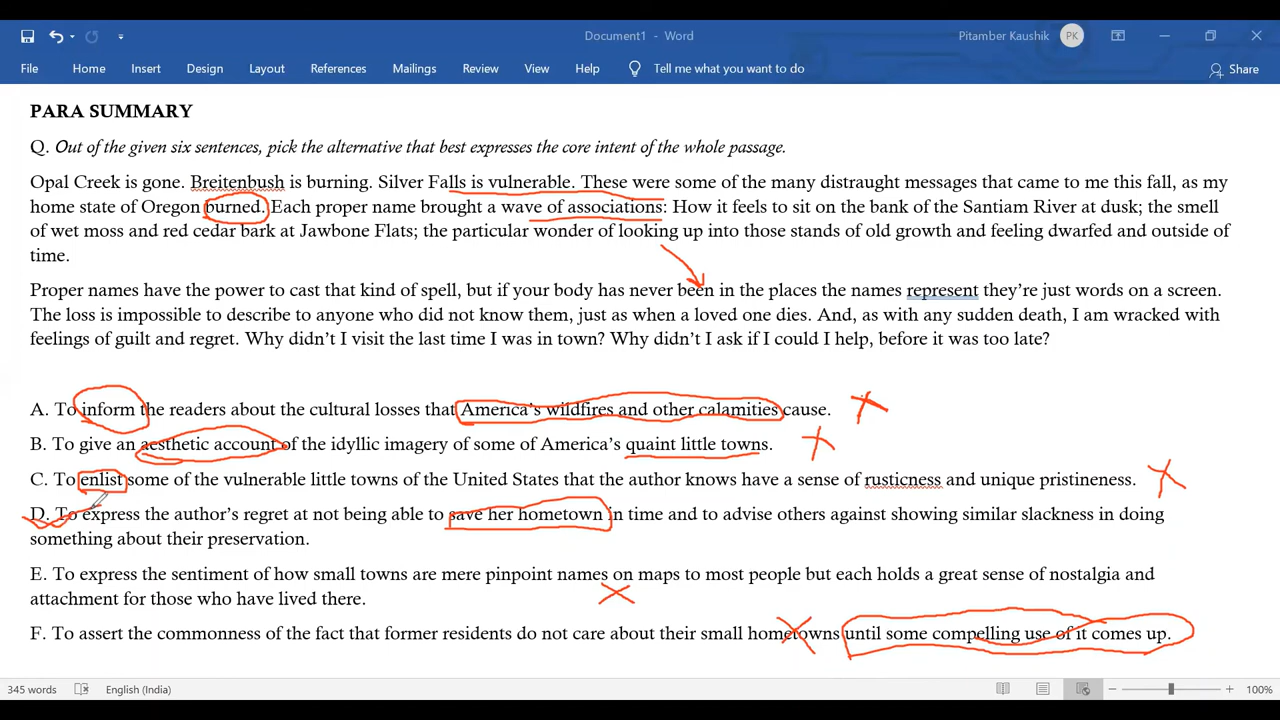 Document1 - Word
Pitamber Kaushik PK
File Home Insert Design Layout References Mailings Review View Help Tell me what you want to do Share
PARA SUMMARY
Q. Out of the given six sentences, pick the alternative that best expresses the core intent of the whole passage.
Opal Creek is gone. Breitenbush is burning. Silver Falls is vulnerable. These were some of the many distraught messages that came to me this fall, as my
home state of Oregon burned. Each proper name brought a wave of associations: How it feels to sit on the bank of the Santiam River at dusk; the smell
of wet moss and red cedar bark at Jawbone Flats; the particular wonder of looking up into those stands of old growth and feeling dwarfed and outside of
time.
Proper names have the power to cast that kind of spell, but if your body has never been in the places the names represent they're just words on a screen.
The loss is impossible to describe to anyone who did not know them, just as when a loved one dies. And, as with any sudden death, I am wracked with
feelings of guilt and regret. Why didn't I visit the last time I was in town? Why didn't I ask if I could I help, before it was too late?
A. To inform the readers about the cultural losses that America's wildfires and other calamities cause.
B. To give an aesthetic account of the idyllic imagery of some of America's quaint little towns.
C. To enlist some of the vulnerable little towns of the United States that the author knows have a sense of rusticness and unique pristineness.
D. To express the author's regret at not being able to save her hometown in time and to advise others against showing similar slackness in doing
something about their preservation.
E. To express the sentiment of how small towns are mere pinpoint names on maps to most people but each holds a great sense of nostalgia and
attachment for those who have lived there.
F. To assert the commonness of the fact that former residents do not care about their small hometowns until some compelling use of it comes up.
345 words English (India) 100%